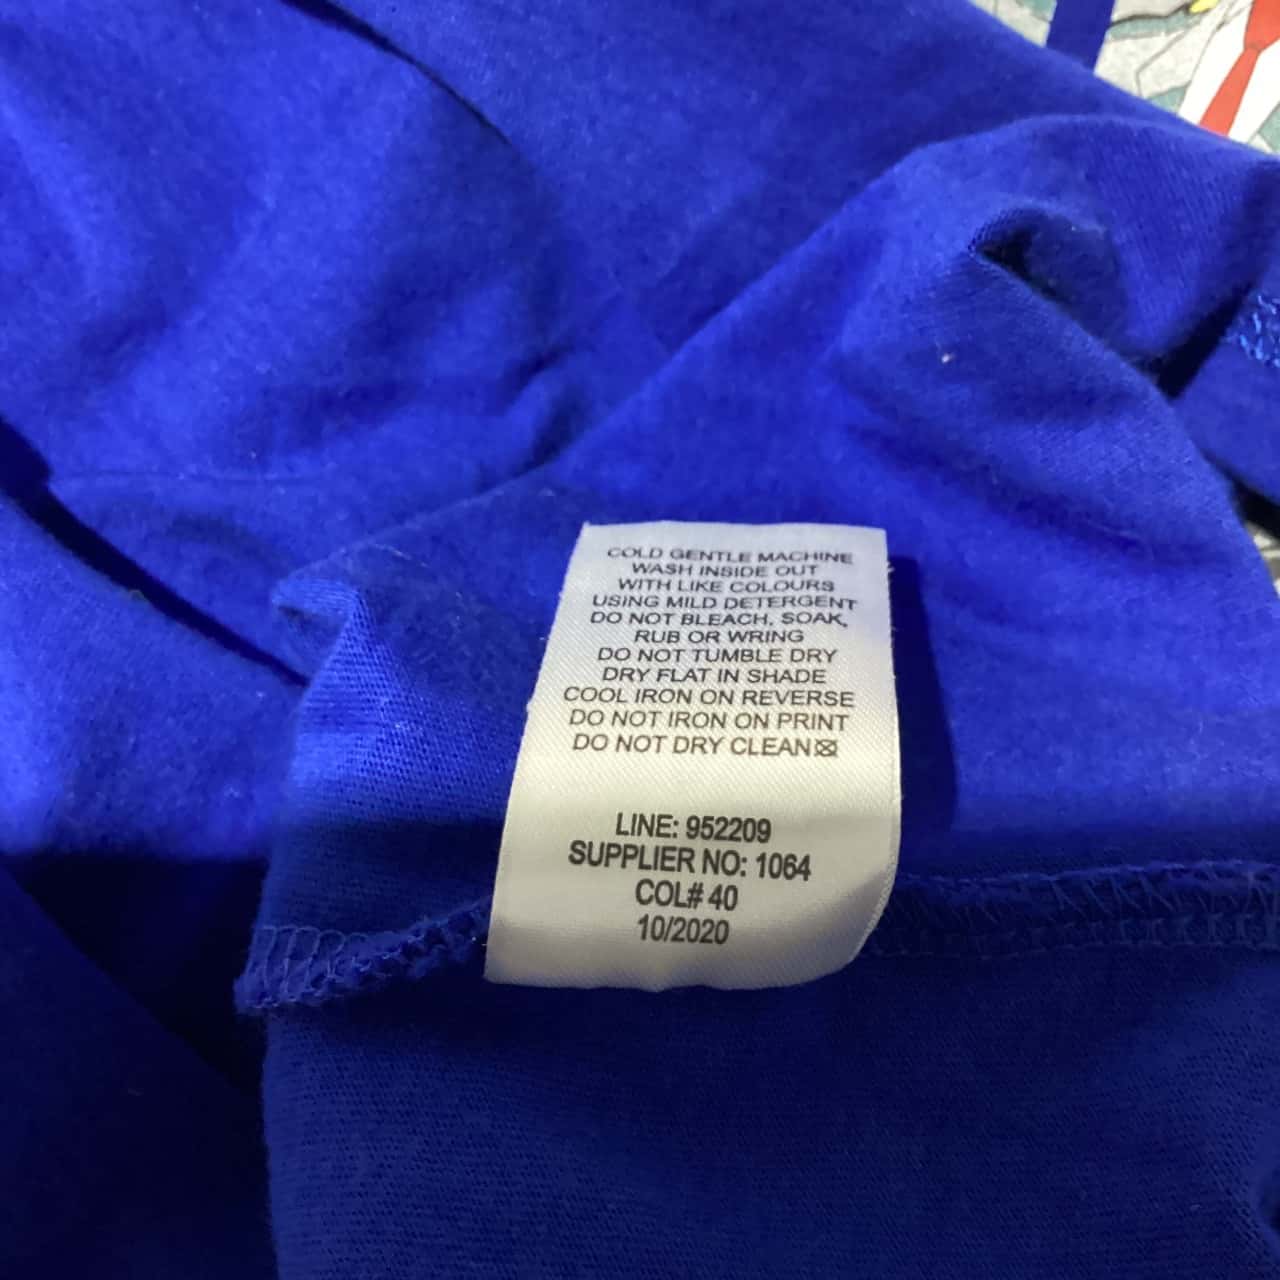 COLD GENTLE MACHINE
WASH INSIDE OUT
WITH LIKE COLOURS
USING MILD DETERGENT
DO NOT BLEACH, SOAK,
RUB OR WRING
DO NOT TUMBLE DRY
DRY FLAT IN SHADE
COOL IRON ON REVERSE
DO NOT IRON ON PRINT
DO NOT DRY CLEAN
LINE: 952209
SUPPLIER NO: 1064
COL# 40
10/2020